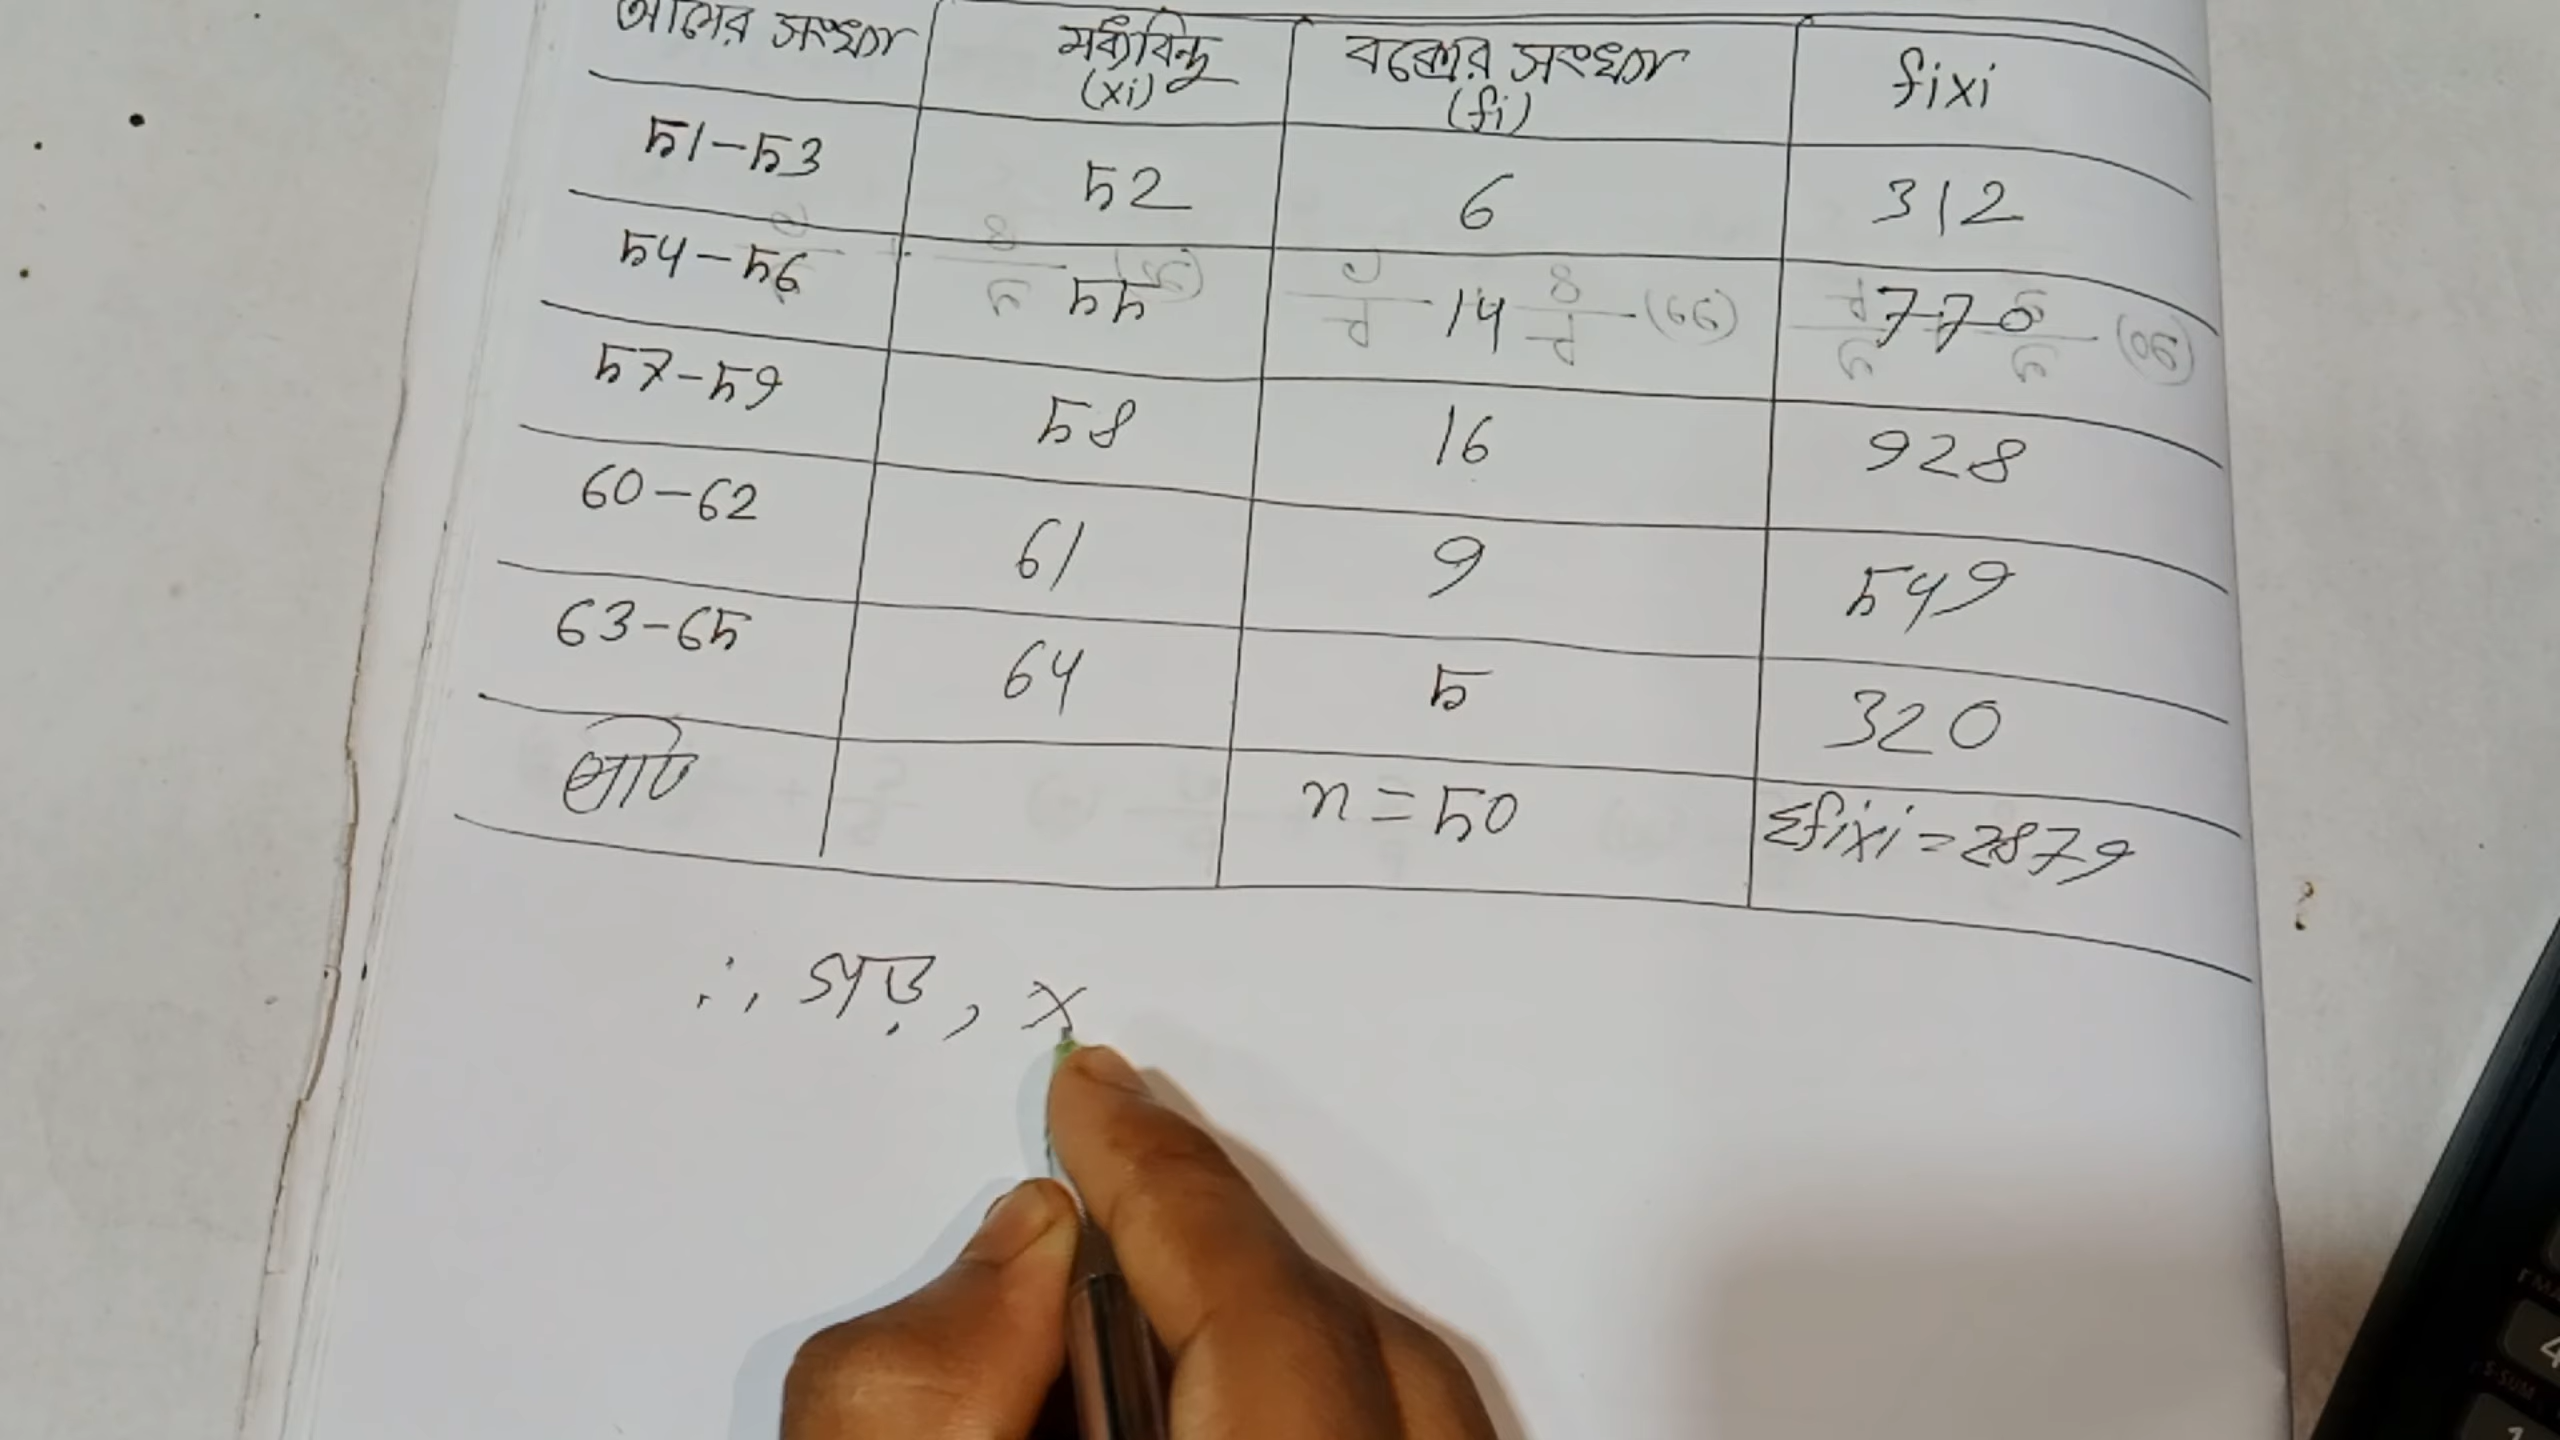 আমের সংখ্যা মধ্যবিন্দু (xi) বক্সের সংখ্যা (fi) fixi
51-53 52 6 312
54-56 55 14 770
57-59 58 16 928
60-62 61 9 549
63-65 64 5 320
মোট n = 50 Σfixi = 2879
∴, গড়, x